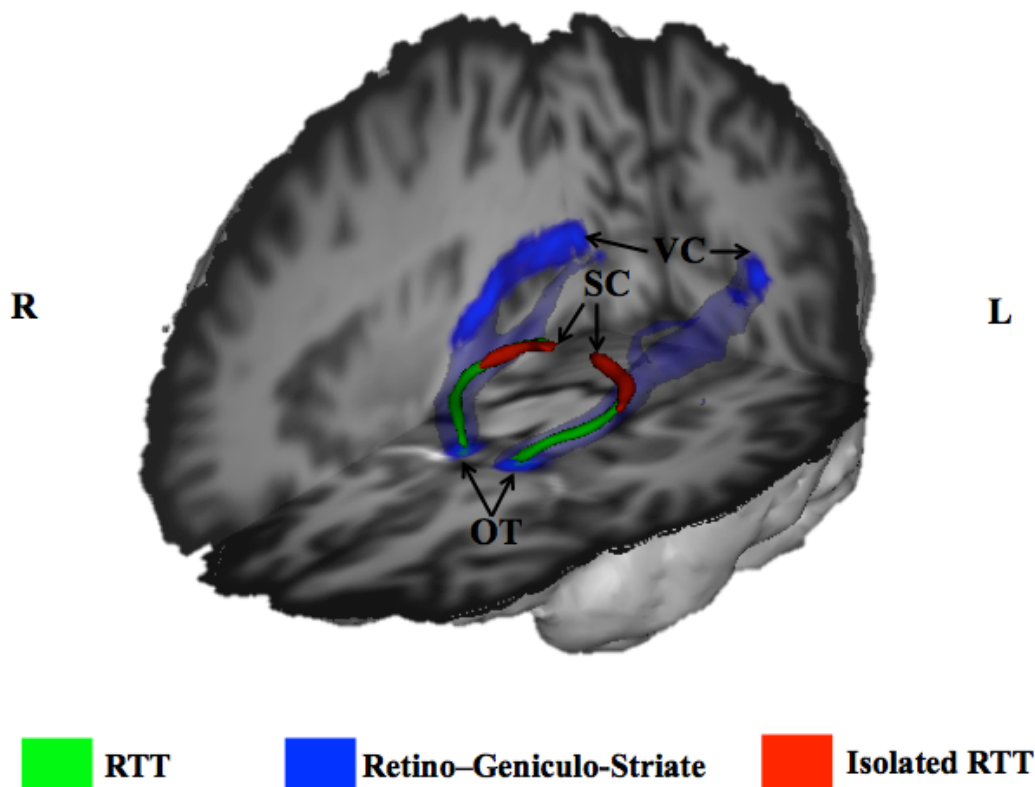 VC
SC
R
L
OT
RTT
Retino–Geniculo-Striate
Isolated RTT